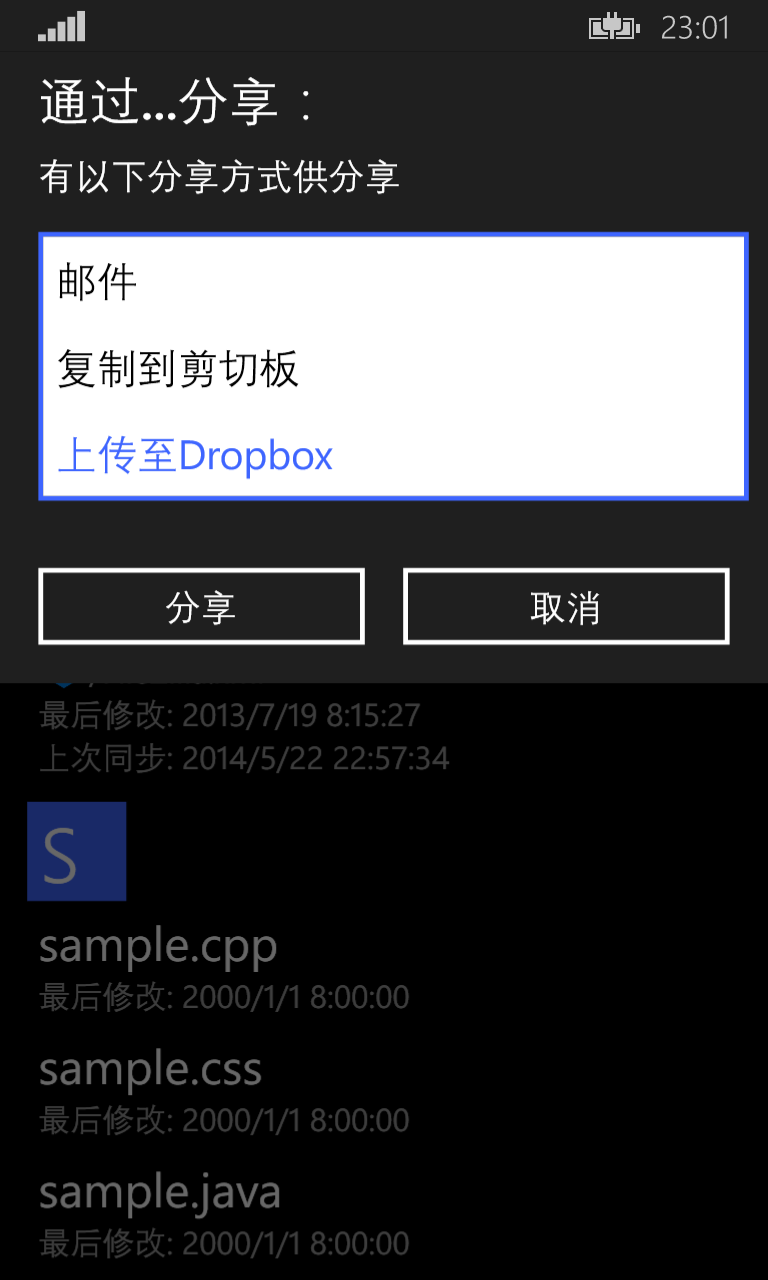 23:01
通过...分享：
有以下分享方式供分享
邮件
复制到剪切板
上传至Dropbox
分享
取消
最后修改: 2013/7/19 8:15:27
上次同步: 2014/5/22 22:57:34
S
sample.cpp
最后修改: 2000/1/1 8:00:00
sample.css
最后修改: 2000/1/1 8:00:00
sample.java
最后修改: 2000/1/1 8:00:00